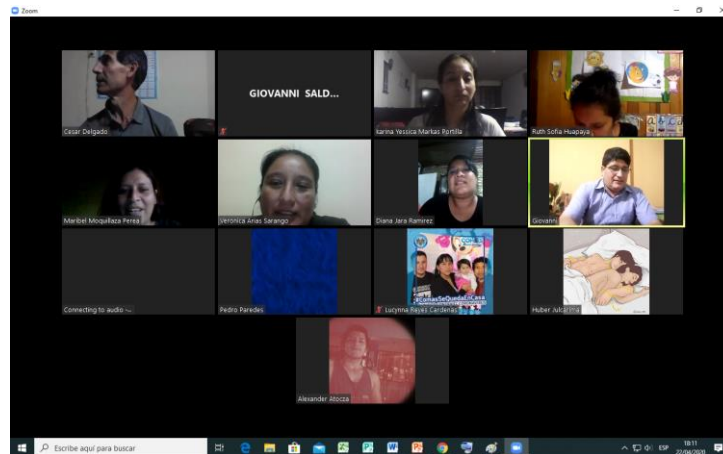 Zoom
Cesar Delgado
GIOVANNI SALD...
Karina Yessica Markas Portilla
Ruth Sofia Huapaya
Maribel Moquillaza Perea
Veronica Arias Sarango
Diana Jara Ramirez
Giovanni
Connecting to audio
Pedro Paredes
#LomasSeQuedaEnCasa
Lucynna Reyes Cardenas
Huber Julcarima
Alexander Atocza
Escribe aquí para buscar
ESP
18:11
22/04/2020